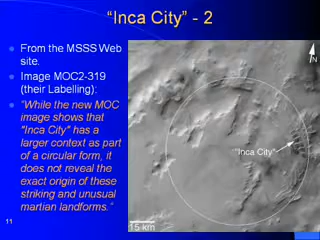 “Inca City” - 2
From the MSSS Web
site.
Image MOC2-319
(their Labelling):
“While the new MOC
image shows that
"Inca City" has a
larger context as part
of a circular form, it
does not reveal the
exact origin of these
striking and unusual
martian landforms.”
11
N
"Inca City"
15 km